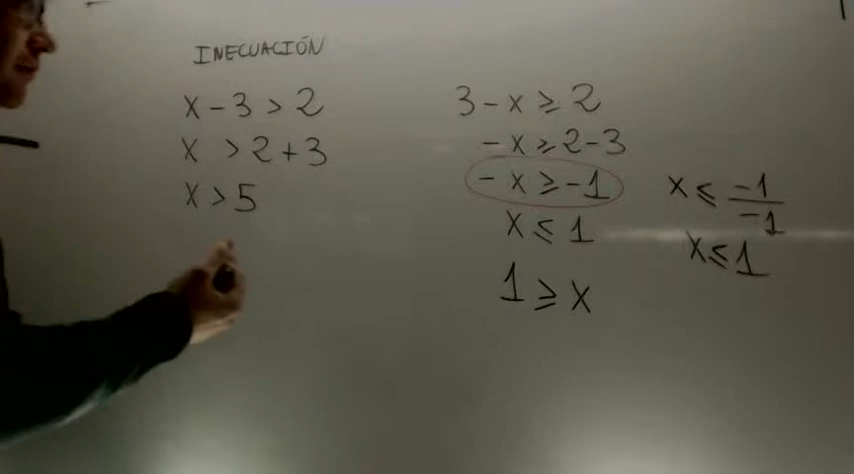 INECUACIÓN
x - 3 > 2
x > 2 + 3
x > 5
3 - x ≥ 2
- x ≥ 2 - 3
- x ≥ -1
x ≤ 1
1 ≥ x
x ≤ -1/-1
x ≤ 1